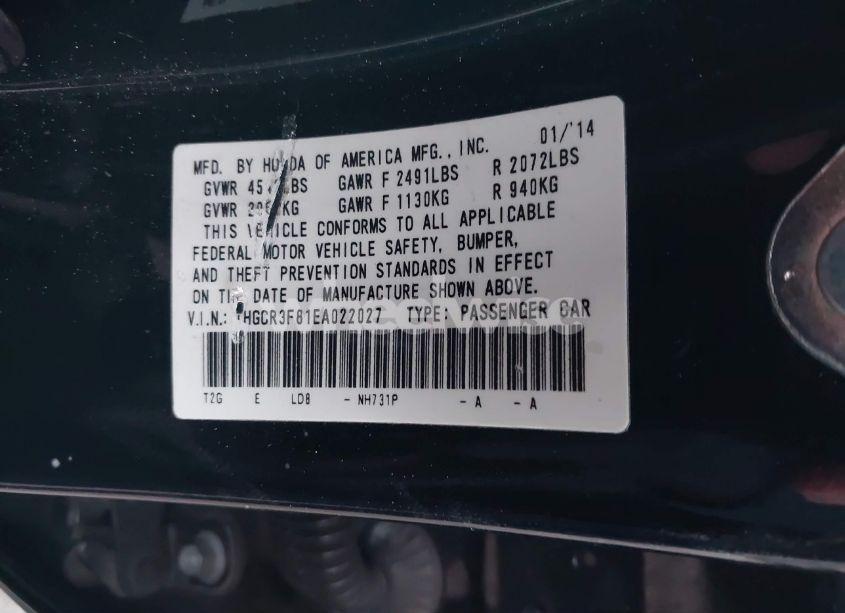 01/'14
MFD. BY HONDA OF AMERICA MFG., INC.
GVWR LBS GAWR F 2491LBS R 2072LBS
GVWR KG GAWR F 1130KG R 940KG
THIS VEHICLE CONFORMS TO ALL APPLICABLE
FEDERAL MOTOR VEHICLE SAFETY, BUMPER,
AND THEFT PREVENTION STANDARDS IN EFFECT
ON THE DATE OF MANUFACTURE SHOWN ABOVE.
V.I.N.: TYPE: PASSENGER CAR
T2G E LD8 - NH731P - A - A